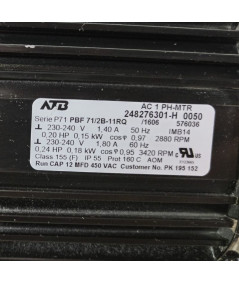 ATB
AC 1 PH-MTR
248276301-H 0050
Serie P71 PBF 71/2B-11RQ /1606 576036
⊥ 230-240 V 1,40 A 50 Hz IMB14
0.20 HP 0,15 kW cos φ 0,97 2880 RPM
⊥ 230-240 V 1,80 A 60 Hz
0.24 HP 0,18 kW cos φ 0,95 3420 RPM
Class 155 (F) IP 55 Prot 160 C AOM
Run CAP 12 MFD 450 VAC Customer No. PK 195 152